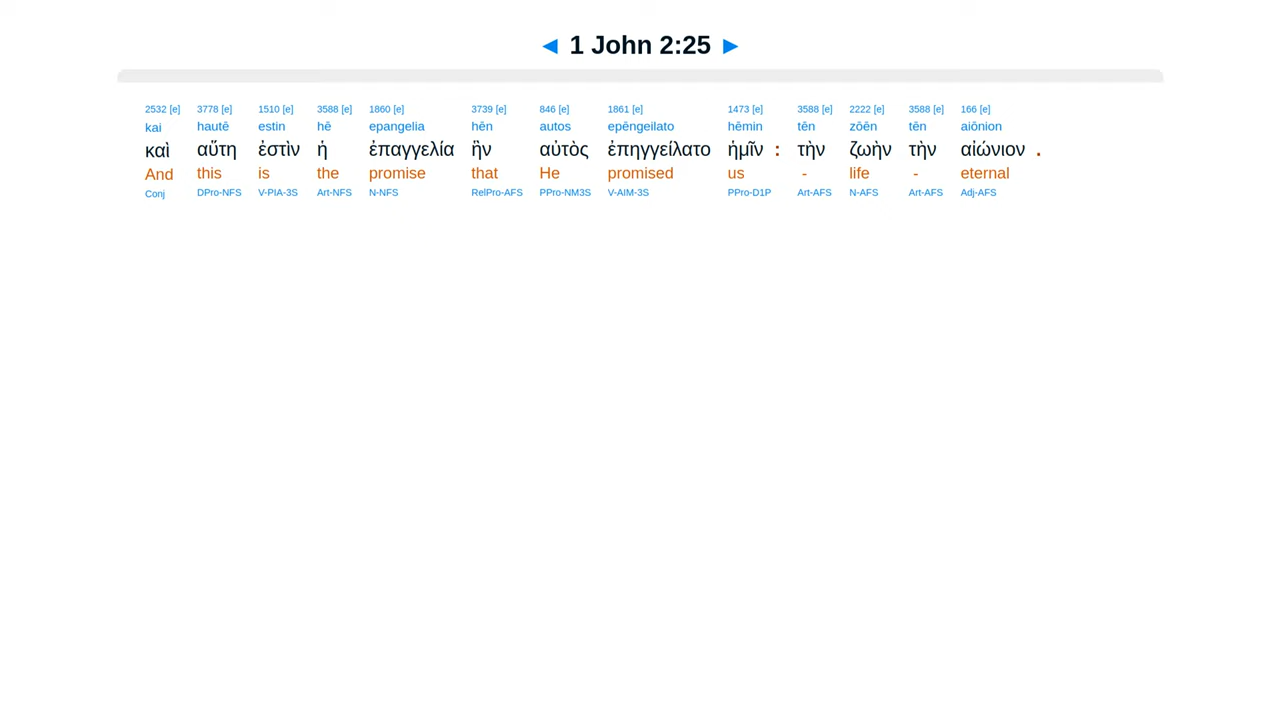 ◄ 1 John 2:25 ►
2532 [e] 3778 [e] 1510 [e] 3588 [e] 1860 [e] 3739 [e] 846 [e] 1861 [e] 1473 [e] 3588 [e] 2222 [e] 3588 [e] 166 [e]
kai hautē estin hē epangelia hēn autos epēngeilato hēmin tēn zōēn tēn aiōnion
καὶ αὕτη ἐστὶν ἡ ἐπαγγελία ἣν αὐτὸς ἐπηγγείλατο ἡμῖν : τὴν ζωὴν τὴν αἰώνιον .
And this is the promise that He promised us - life - eternal
Conj DPro-NFS V-PIA-3S Art-NFS N-NFS RelPro-AFS PPro-NM3S V-AIM-3S PPro-D1P Art-AFS N-AFS Art-AFS Adj-AFS